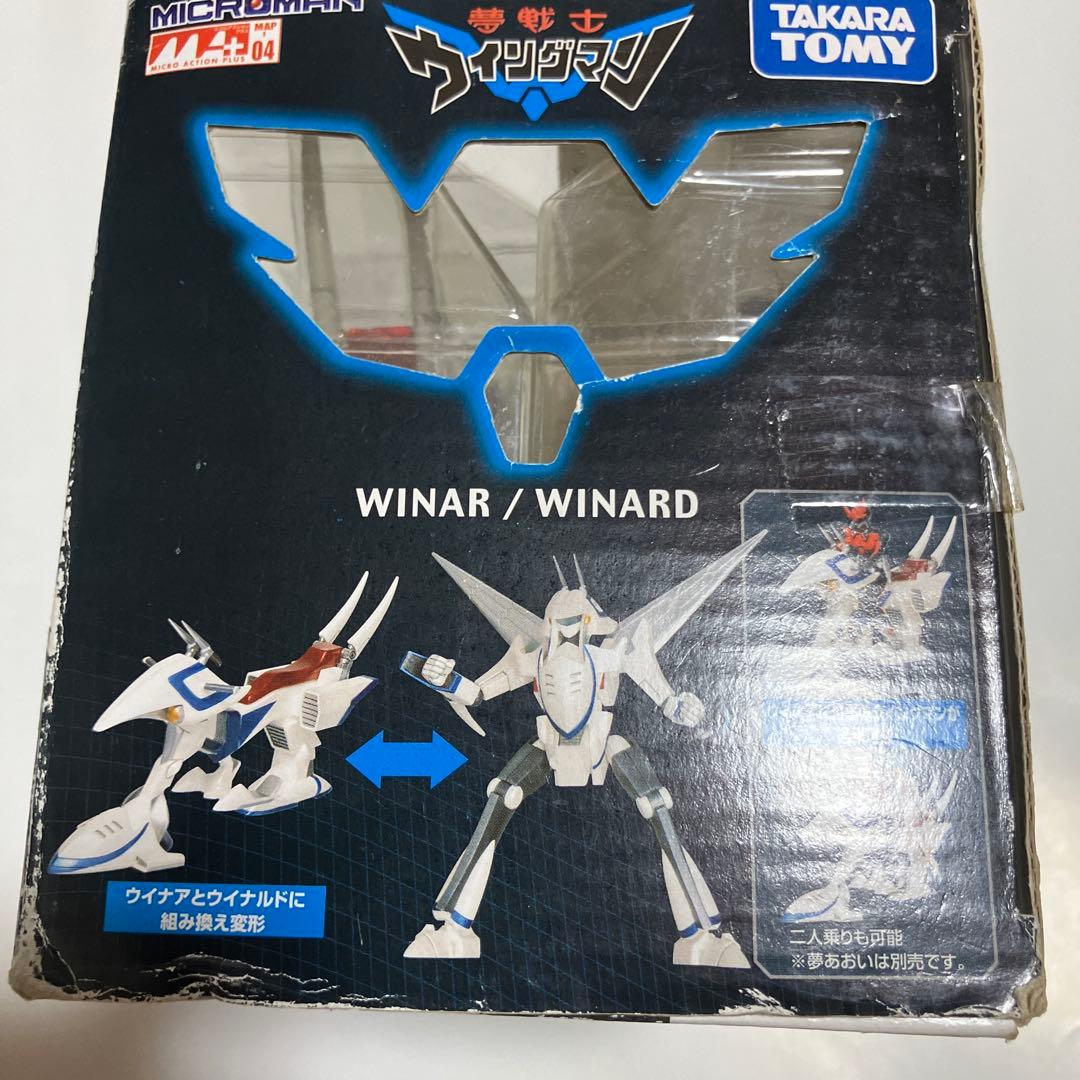 MICROMAN
MA+
MICRO ACTION PLUS
MAP-04
夢戦士
ウイングマン
TAKARA
TOMY
WINAR / WINARD
ウイナアとウイナルドに
組み換え変形
二人乗りも可能
※夢あおいは別売です。